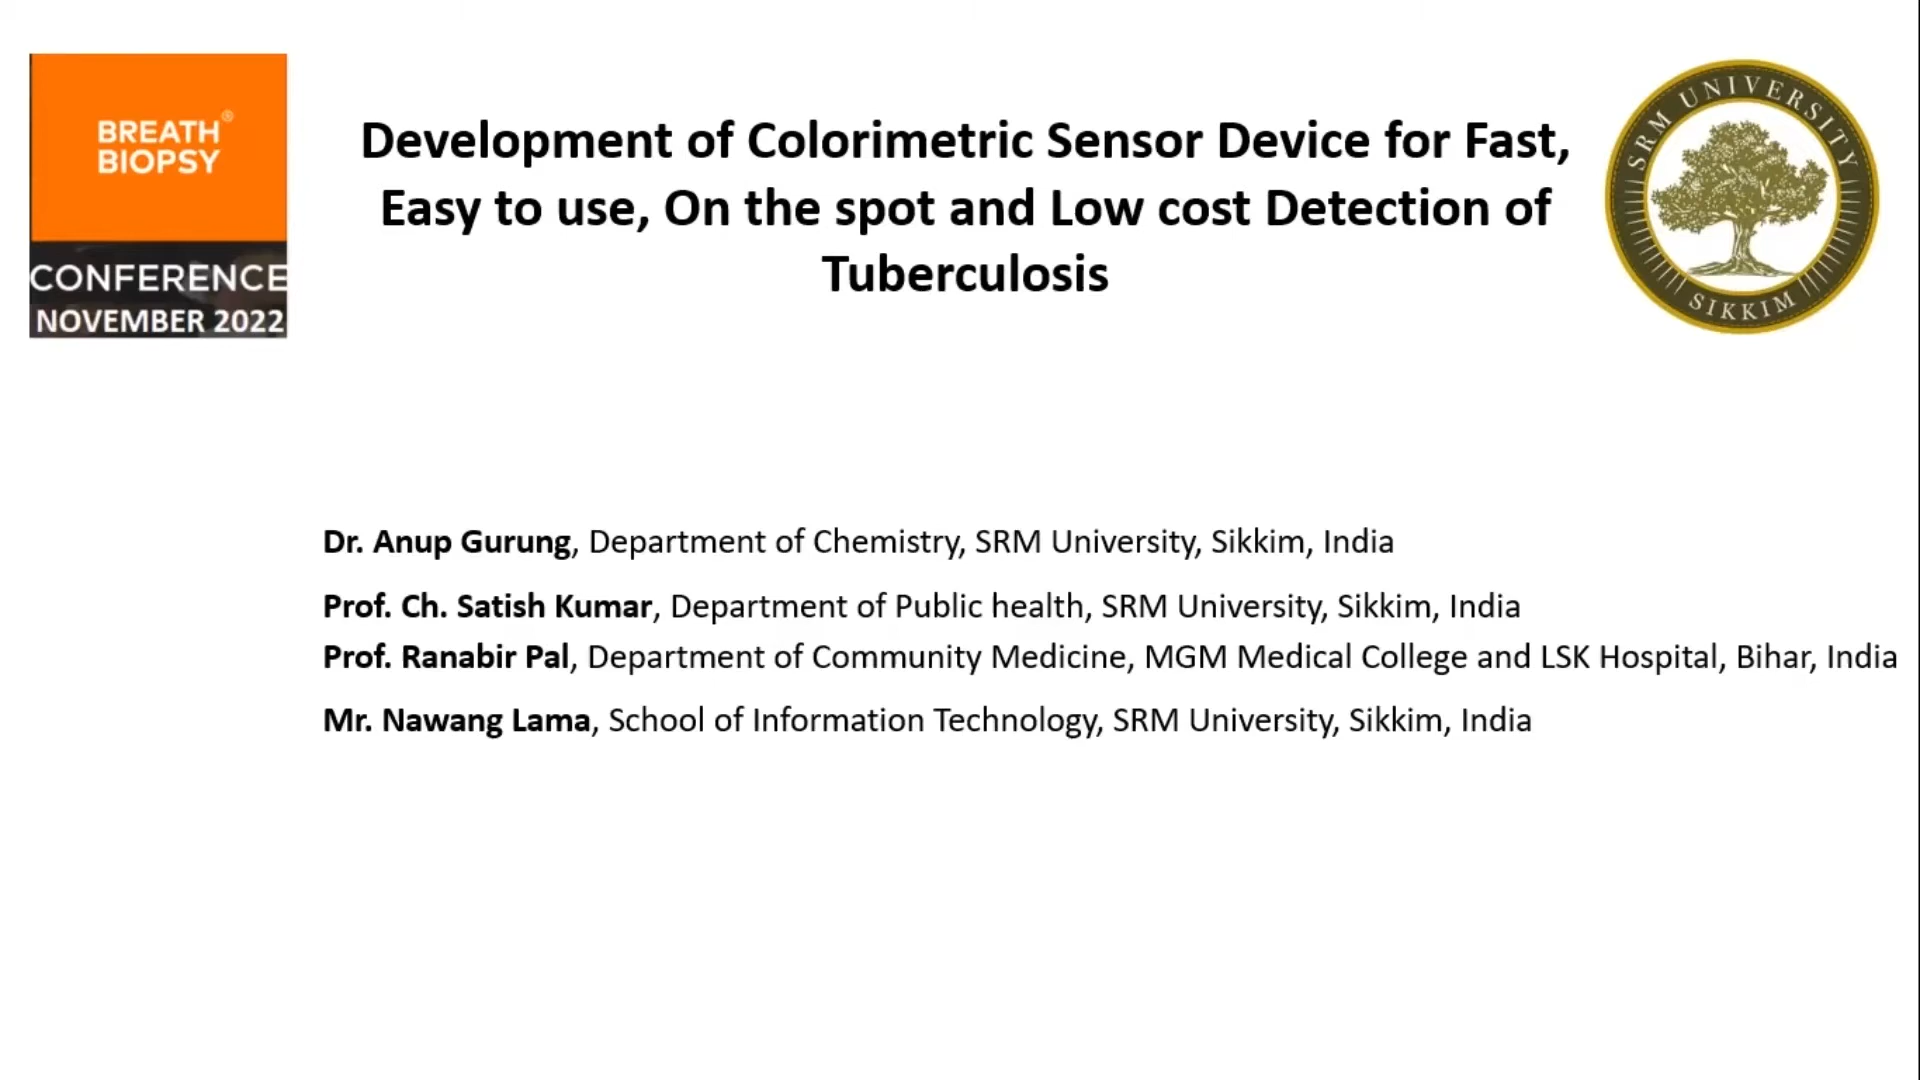 BREATH®
BIOPSY
CONFERENCE
NOVEMBER 2022
Development of Colorimetric Sensor Device for Fast,
Easy to use, On the spot and Low cost Detection of
Tuberculosis
SRM UNIVERSITY
SIKKIM
Dr. Anup Gurung, Department of Chemistry, SRM University, Sikkim, India
Prof. Ch. Satish Kumar, Department of Public health, SRM University, Sikkim, India
Prof. Ranabir Pal, Department of Community Medicine, MGM Medical College and LSK Hospital, Bihar, India
Mr. Nawang Lama, School of Information Technology, SRM University, Sikkim, India